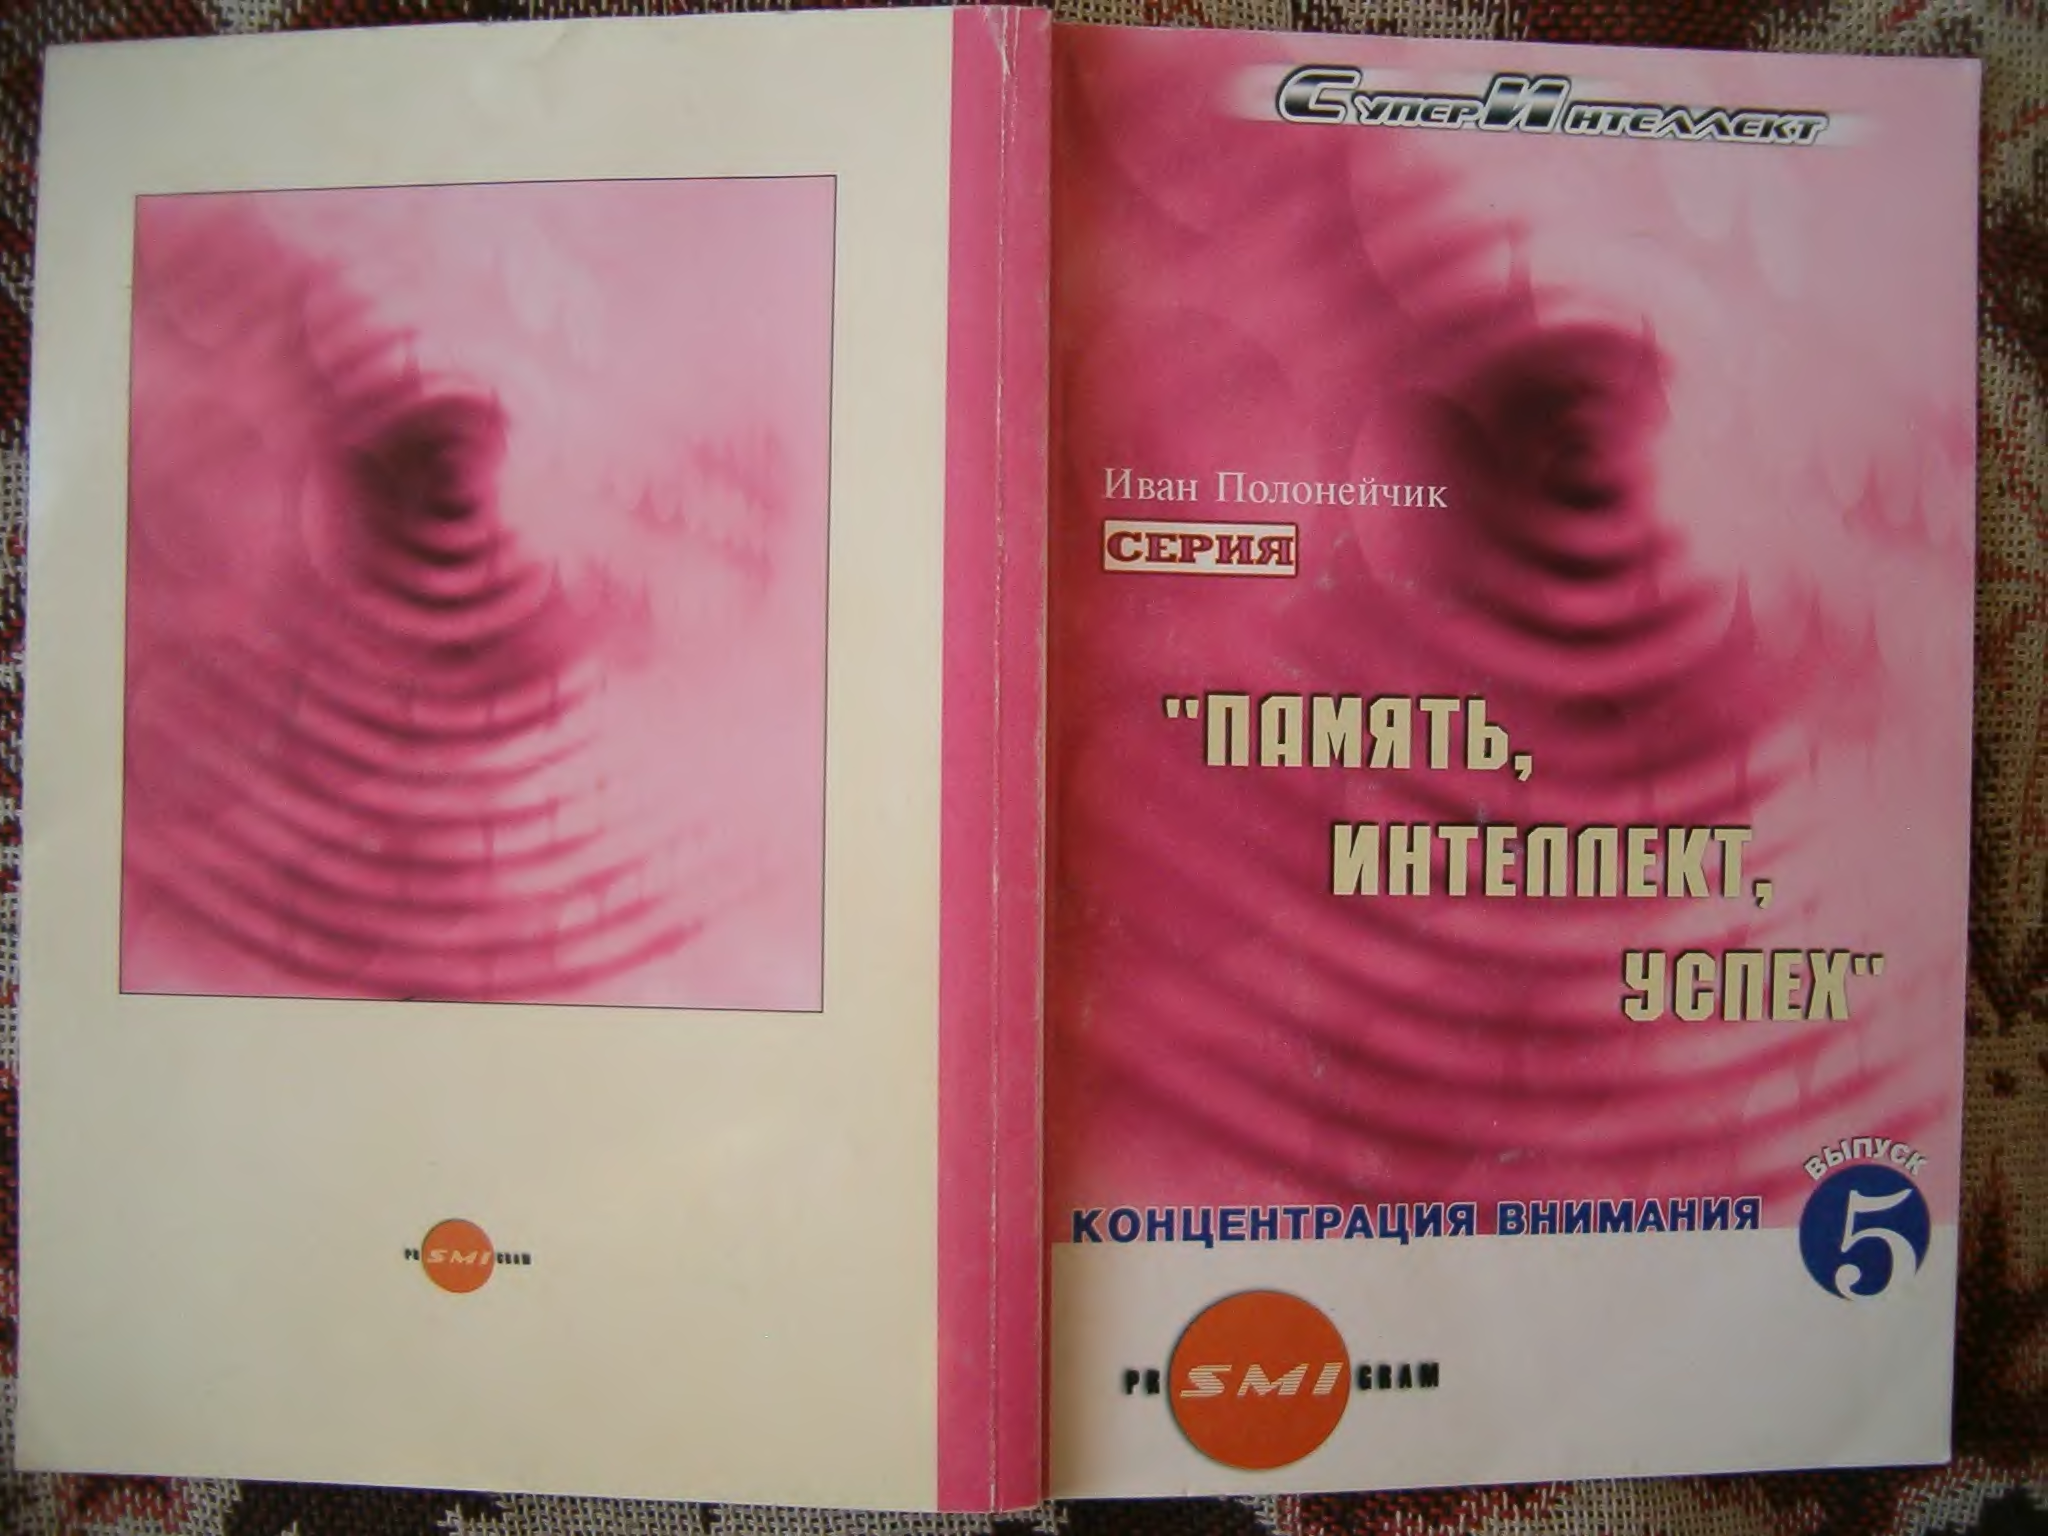 СуперИнтеллект
Иван Полонейчик
СЕРИЯ
"ПАМЯТЬ,
ИНТЕЛЛЕКТ,
УСПЕХ"
ВЫПУСК
5
КОНЦЕНТРАЦИЯ ВНИМАНИЯ
PR SMI GRAM
PR SMI GRAM